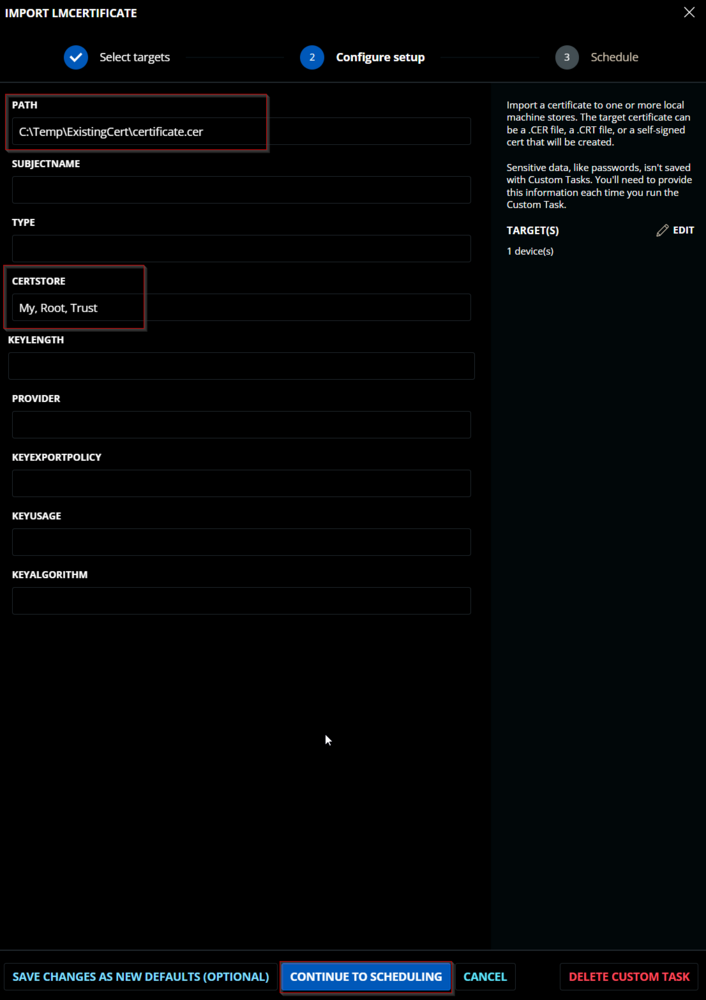 IMPORT LMCERTIFICATE
Select targets
2
Configure setup
3
Schedule
PATH
C:\Temp\ExistingCert\certificate.cer
SUBJECTNAME
TYPE
CERTSTORE
My, Root, Trust
KEYLENGTH
PROVIDER
KEYEXPORTPOLICY
KEYUSAGE
KEYALGORITHM
Import a certificate to one or more local
machine stores. The target certificate can
be a .CER file, a .CRT file, or a self-signed
cert that will be created.
Sensitive data, like passwords, isn't saved
with Custom Tasks. You'll need to provide
this information each time you run the
Custom Task.
TARGET(S)
EDIT
1 device(s)
SAVE CHANGES AS NEW DEFAULTS (OPTIONAL)
CONTINUE TO SCHEDULING
CANCEL
DELETE CUSTOM TASK